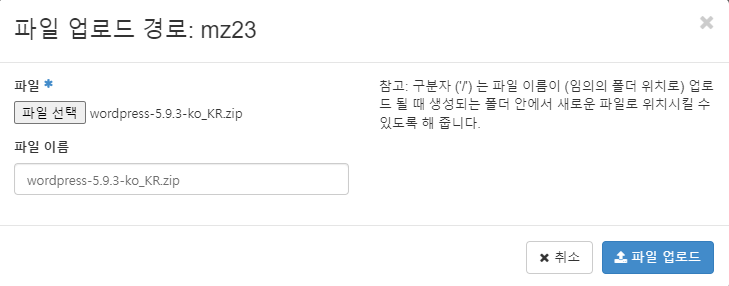 파일 업로드 경로: mz23
×
파일 *
파일 선택 wordpress-5.9.3-ko_KR.zip
참고: 구분자 ('/') 는 파일 이름이 (임의의 폴더 위치로) 업로
드 될 때 생성되는 폴더 안에서 새로운 파일로 위치시킬 수
있도록 해 줍니다.
파일 이름
wordpress-5.9.3-ko_KR.zip
취소
파일 업로드